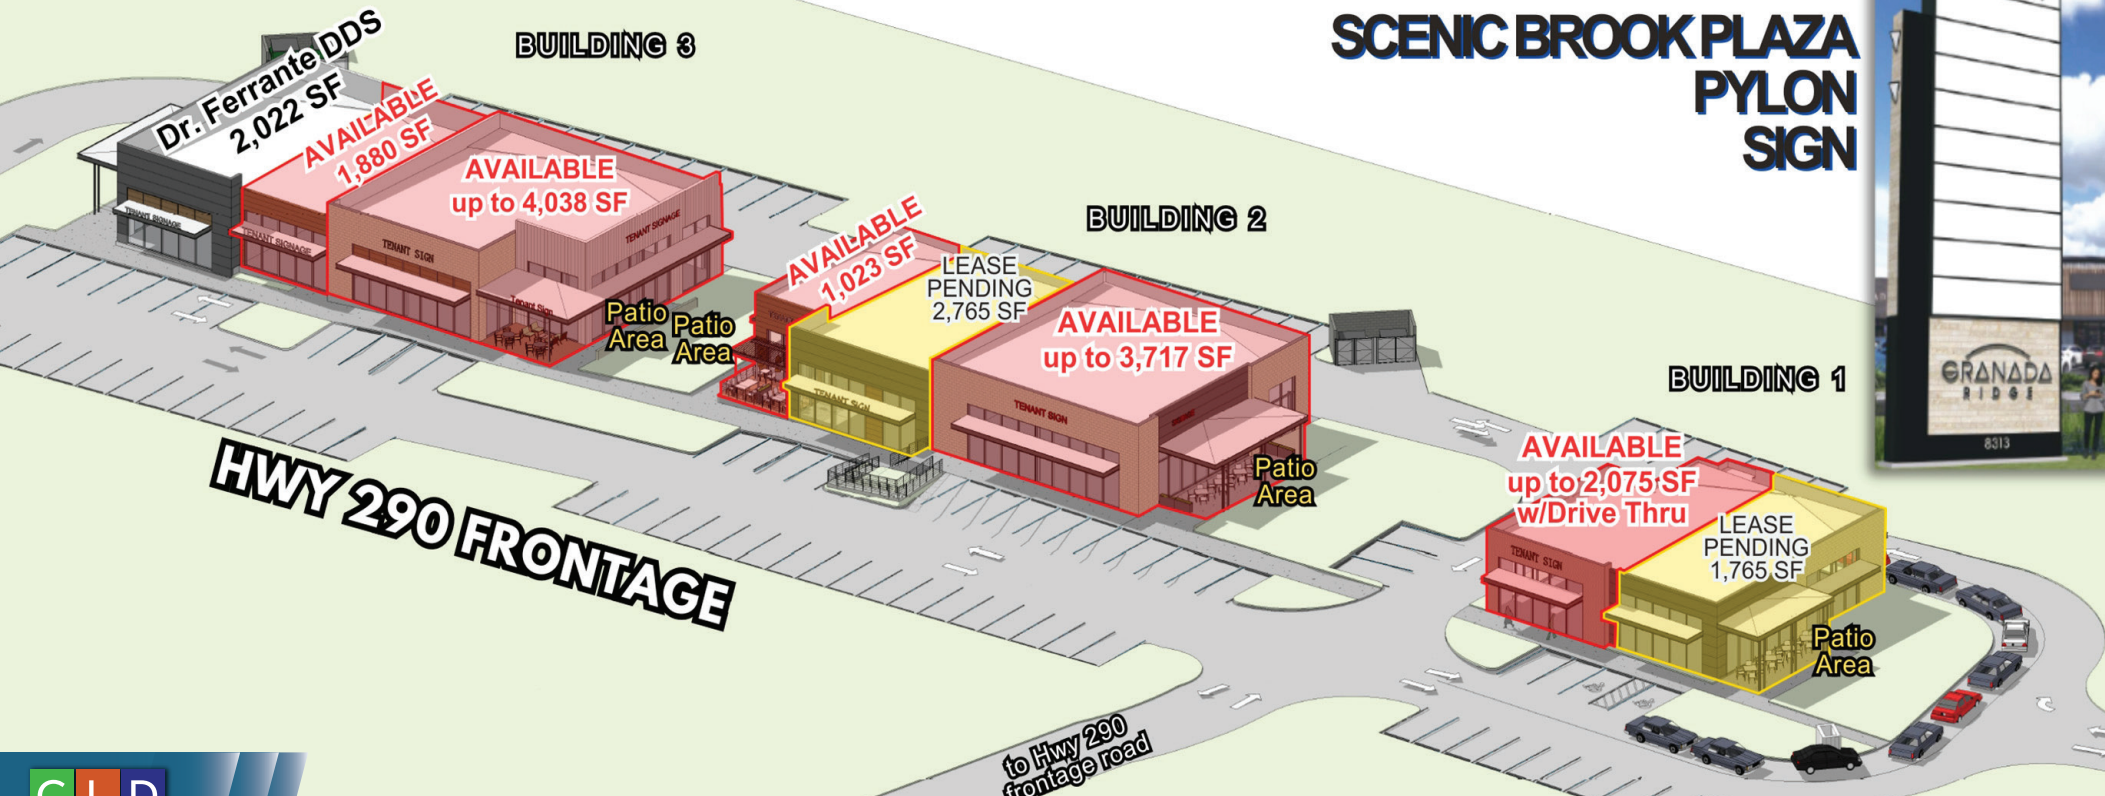 BUILDING 3
SCENIC BROOK PLAZA
PYLON
SIGN
Dr. Ferrante DDS
2,022 SF
AVAILABLE
1,880 SF
AVAILABLE
up to 4,038 SF
TENANT SIGNAGE
TENANT SIGNAGE
TENANT SIGN
TENANT SIGNAGE
Tenant Sign
Patio
Area
Patio
Area
BUILDING 2
AVAILABLE
1,023 SF
LEASE
PENDING
2,765 SF
AVAILABLE
up to 3,717 SF
TENANT
TENANT SIGN
TENANT SIGN
Patio
Area
BUILDING 1
AVAILABLE
up to 2,075 SF
w/Drive Thru
TENANT SIGN
LEASE
PENDING
1,765 SF
Patio
Area
GRANADA
RIDGE
8313
HWY 290 FRONTAGE
to Hwy 290
frontage road
CLD